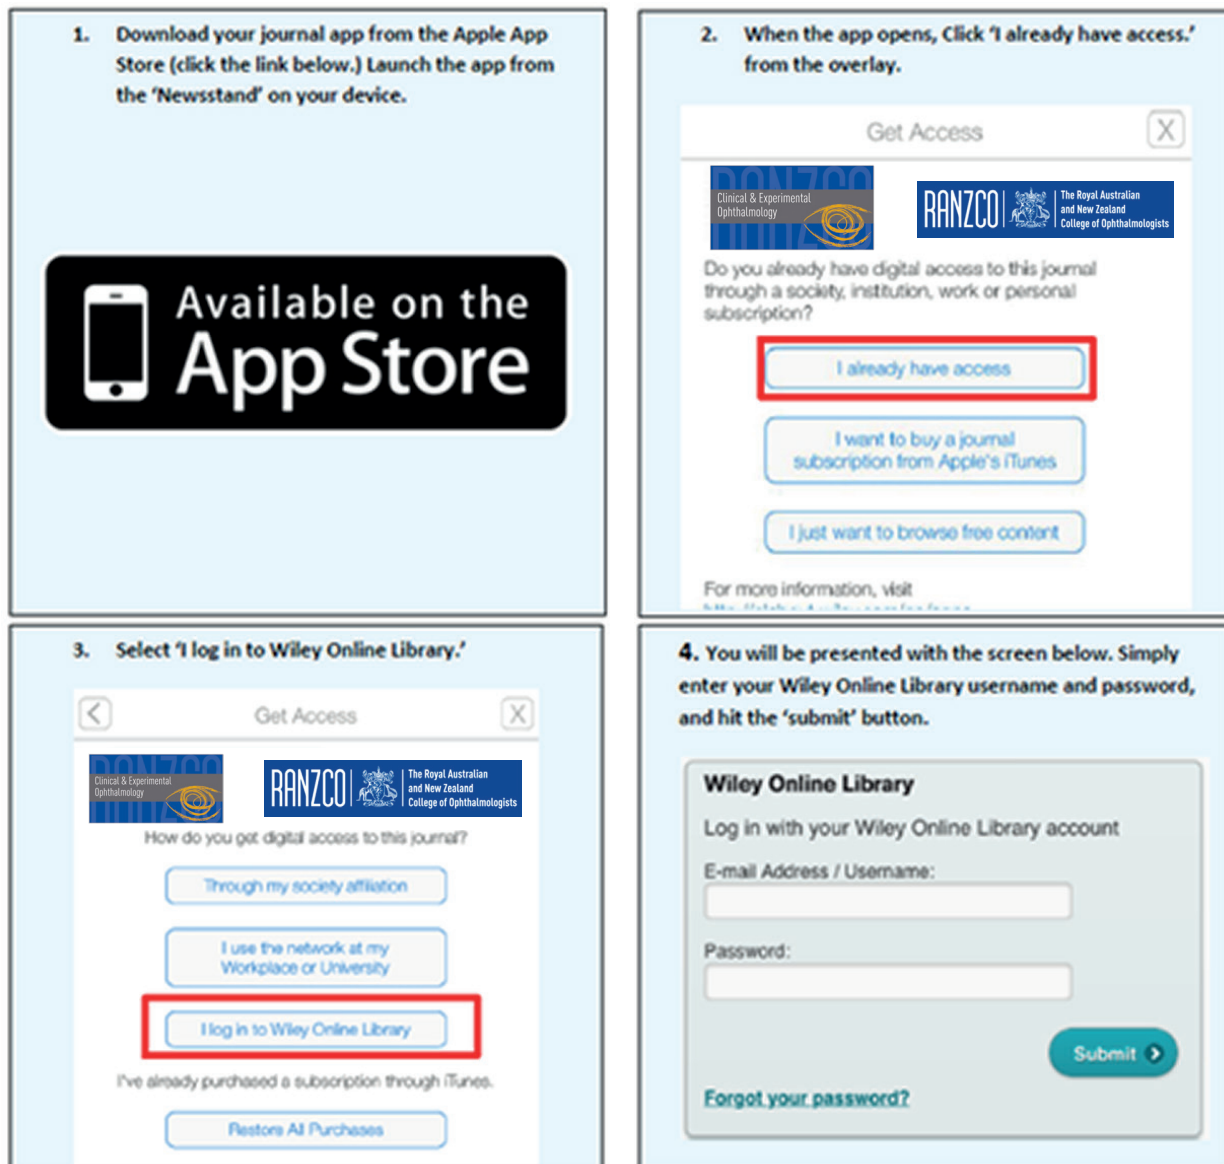 1. Download your journal app from the Apple App
Store (click the link below.) Launch the app from
the ‘Newsstand’ on your device.
Available on the
App Store
2. When the app opens, Click ‘I already have access.’
from the overlay.
Get Access
X
Clinical & Experimental
Ophthalmology
RANZCO
The Royal Australian
and New Zealand
College of Ophthalmologists
Do you already have digital access to this journal
through a society, institution, work or personal
subscription?
I already have access
I want to buy a journal
subscription from Apple's iTunes
I just want to browse free content
For more information, visit
3. Select ‘I log in to Wiley Online Library.’
<
Get Access
X
Clinical & Experimental
Ophthalmology
RANZCO
The Royal Australian
and New Zealand
College of Ophthalmologists
How do you get digital access to this journal?
Through my society affiliation
I use the network at my
Workplace or University
I log in to Wiley Online Library
I've already purchased a subscription through iTunes.
Restore All Purchases
4. You will be presented with the screen below. Simply
enter your Wiley Online Library username and password,
and hit the ‘submit’ button.
Wiley Online Library
Log in with your Wiley Online Library account
E-mail Address / Username:
Password:
Submit
Forgot your password?